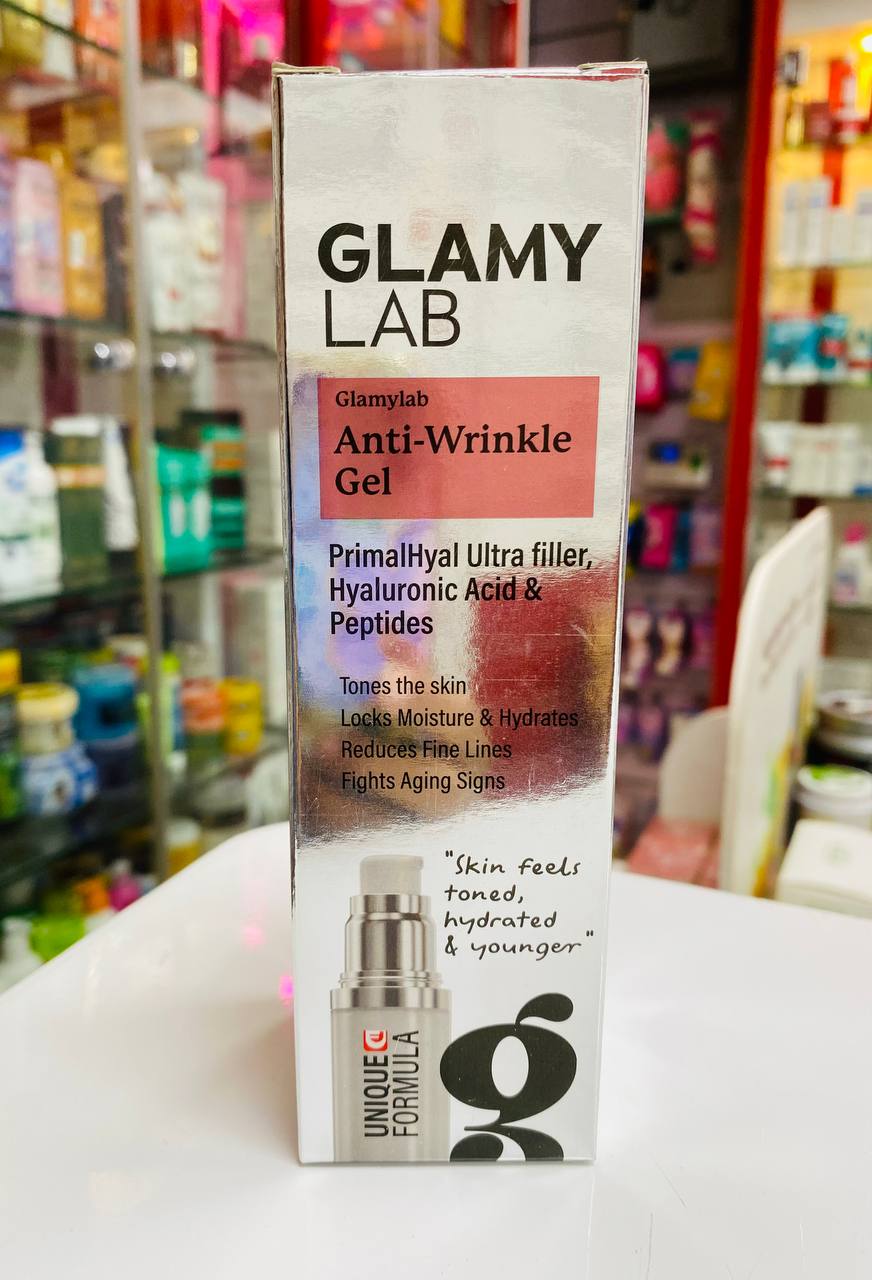 GLAMY
LAB
Glamylab
Anti-Wrinkle
Gel
PrimalHyal Ultra filler,
Hyaluronic Acid &
Peptides
Tones the skin
Locks Moisture & Hydrates
Reduces Fine Lines
Fights Aging Signs
"Skin feels
toned,
hydrated
& younger"
UNIQUE
FORMULA
g